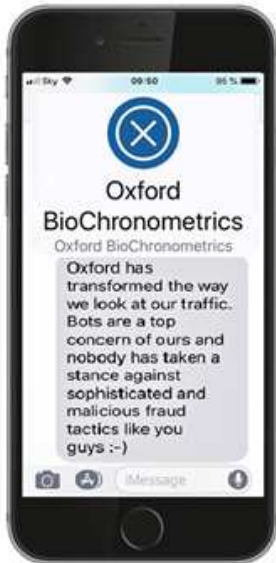 Sky 09:50 95 %
Oxford
BioChronometrics
Oxford BioChronometrics
Oxford has
transformed the way
we look at our traffic.
Bots are a top
concern of ours and
nobody has taken a
stance against
sophisticated and
malicious fraud
tactics like you
guys :-)
iMessage